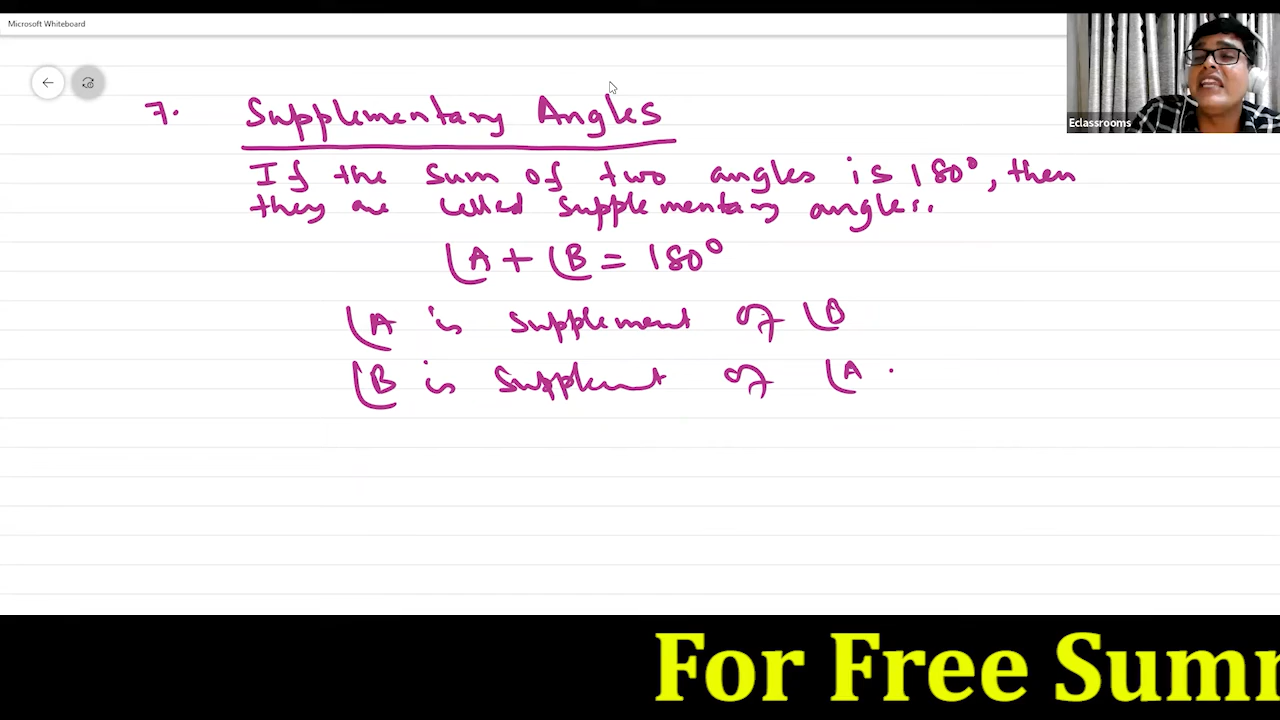 Microsoft Whiteboard
Eclassrooms
7. Supplementary Angles
If the sum of two angles is 180°, then
they are called supplementary angles.
∠A + ∠B = 180°
∠A is supplement of ∠B
∠B is supplement of ∠A.
For Free Summ